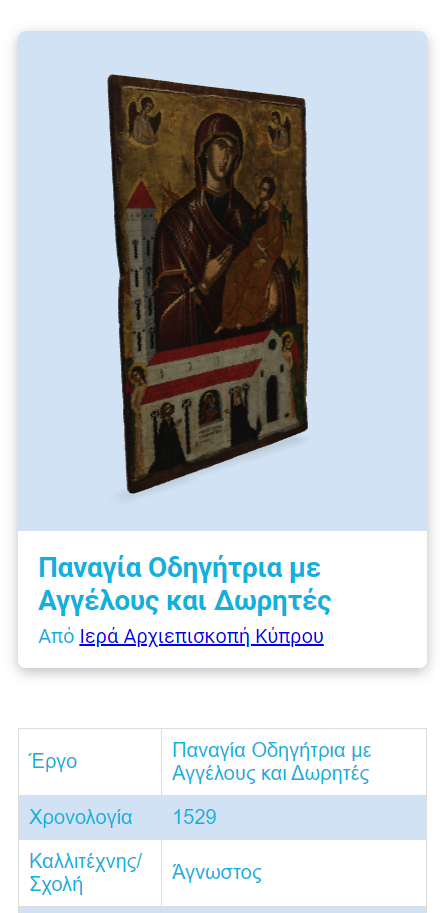 Παναγία Οδηγήτρια με
Αγγέλους και Δωρητές
Από Ιερά Αρχιεπισκοπή Κύπρου
Έργο
Παναγία Οδηγήτρια με
Αγγέλους και Δωρητές
Χρονολογία
1529
Καλλιτέχνης/
Σχολή
Άγνωστος